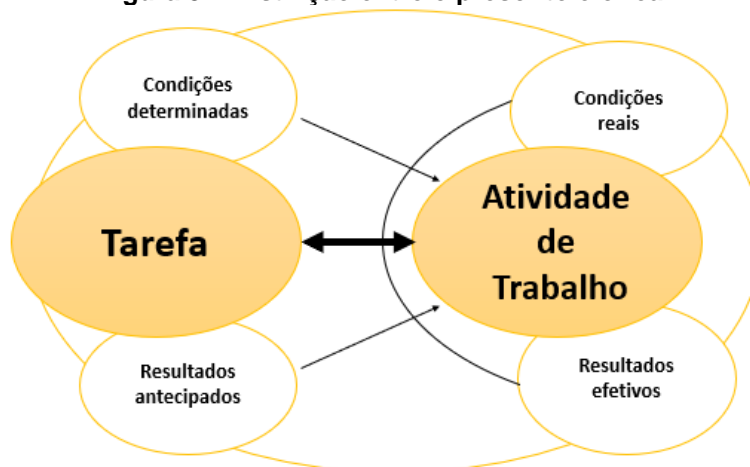 Condições
determinadas
Condições
reais
Tarefa
Atividade
de
Trabalho
Resultados
antecipados
Resultados
efetivos